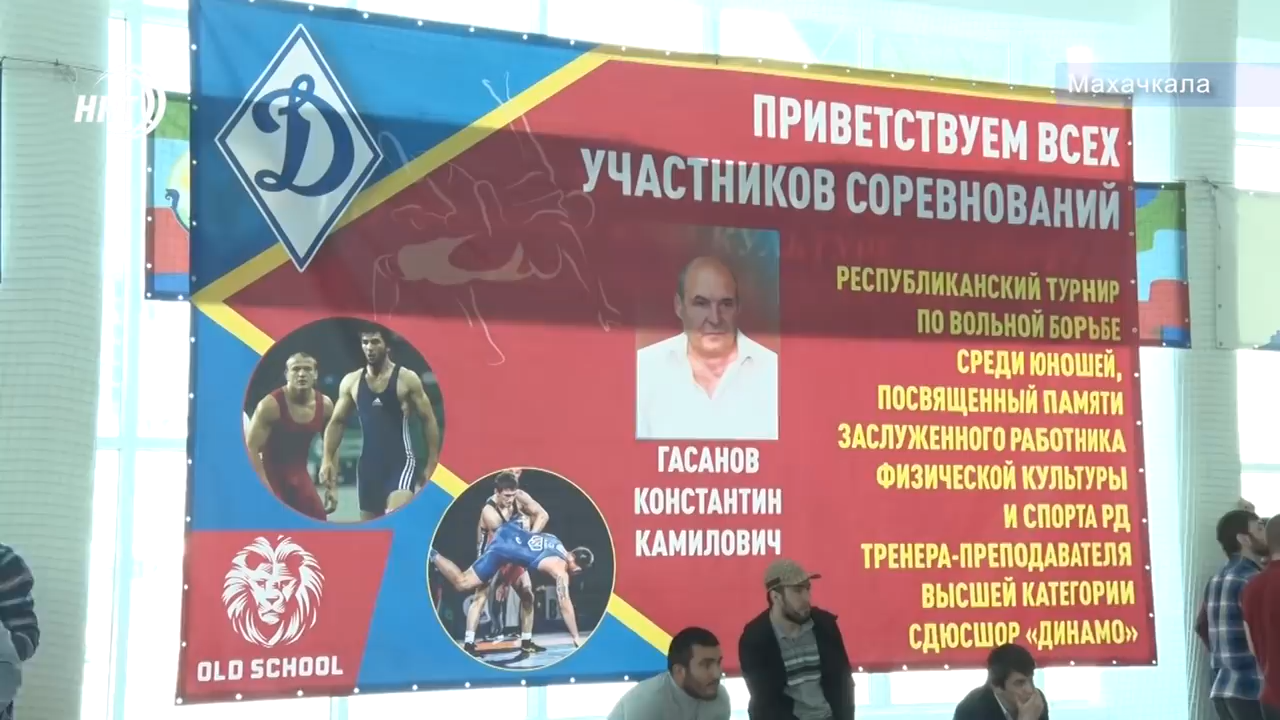 Махачкала
ПРИВЕТСТВУЕМ ВСЕХ
УЧАСТНИКОВ СОРЕВНОВАНИЙ
РЕСПУБЛИКАНСКИЙ ТУРНИР
ПО ВОЛЬНОЙ БОРЬБЕ
СРЕДИ ЮНОШЕЙ,
ПОСВЯЩЕННЫЙ ПАМЯТИ
ЗАСЛУЖЕННОГО РАБОТНИКА
ФИЗИЧЕСКОЙ КУЛЬТУРЫ
И СПОРТА РД
ТРЕНЕРА-ПРЕПОДАВАТЕЛЯ
ВЫСШЕЙ КАТЕГОРИИ
СДЮСШОР «ДИНАМО»
ГАСАНОВ
КОНСТАНТИН
КАМИЛОВИЧ
Д
OLD SCHOOL